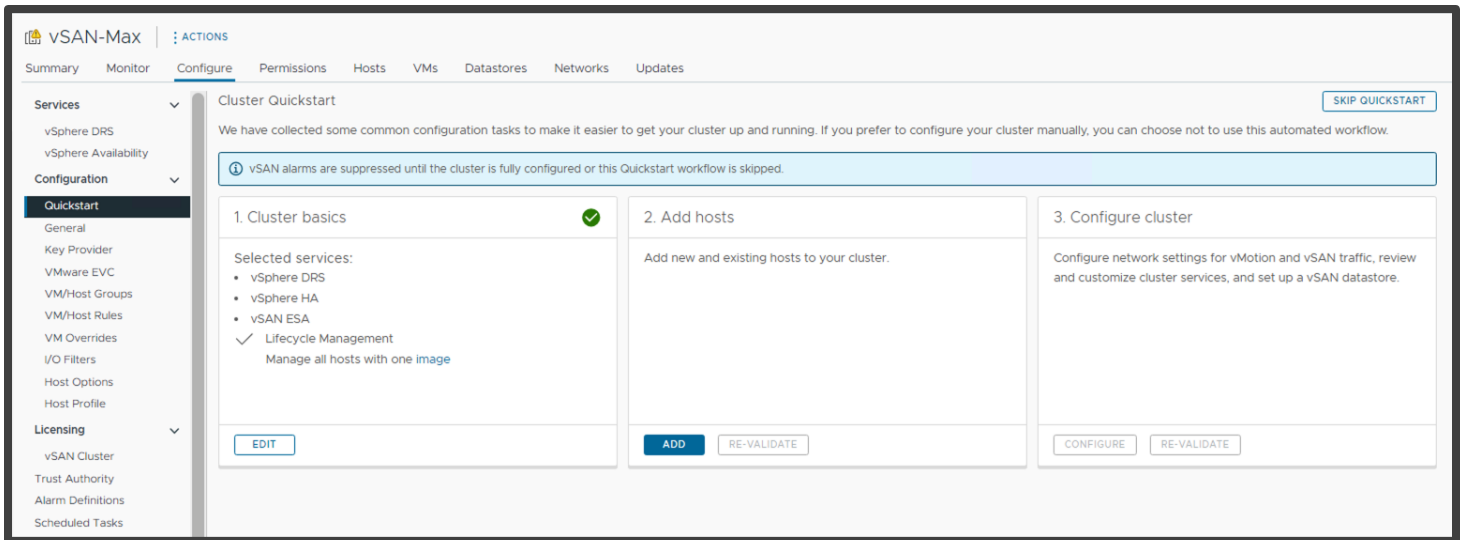 vSAN-Max
ACTIONS
Summary Monitor Configure Permissions Hosts VMs Datastores Networks Updates
Services
vSphere DRS
vSphere Availability
Configuration
Quickstart
General
Key Provider
VMware EVC
VM/Host Groups
VM/Host Rules
VM Overrides
I/O Filters
Host Options
Host Profile
Licensing
vSAN Cluster
Trust Authority
Alarm Definitions
Scheduled Tasks
Cluster Quickstart
SKIP QUICKSTART
We have collected some common configuration tasks to make it easier to get your cluster up and running. If you prefer to configure your cluster manually, you can choose not to use this automated workflow.
vSAN alarms are suppressed until the cluster is fully configured or this Quickstart workflow is skipped.
1. Cluster basics
Selected services:
• vSphere DRS
• vSphere HA
• vSAN ESA
Lifecycle Management
Manage all hosts with one image
EDIT
2. Add hosts
Add new and existing hosts to your cluster.
ADD RE-VALIDATE
3. Configure cluster
Configure network settings for vMotion and vSAN traffic, review
and customize cluster services, and set up a vSAN datastore.
CONFIGURE RE-VALIDATE